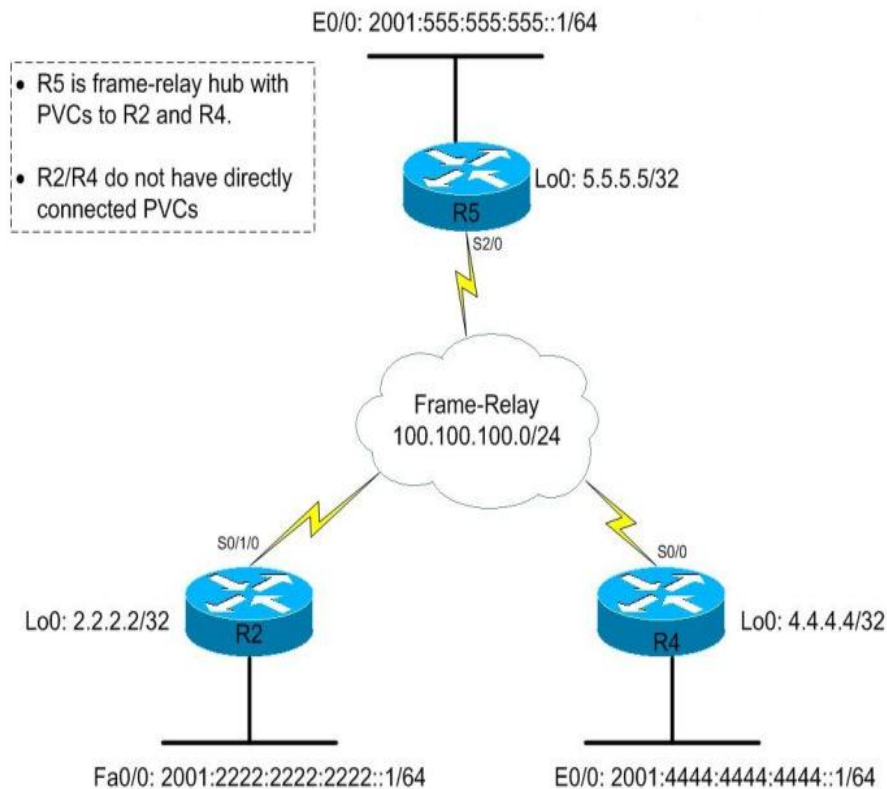 E0/0: 2001:555:555:555::1/64
• R5 is frame-relay hub with
PVCs to R2 and R4.
• R2/R4 do not have directly
connected PVCs
Lo0: 5.5.5.5/32
R5
S2/0
Frame-Relay
100.100.100.0/24
S0/1/0
S0/0
Lo0: 2.2.2.2/32
R2
R4
Lo0: 4.4.4.4/32
Fa0/0: 2001:2222:2222:2222::1/64
E0/0: 2001:4444:4444:4444::1/64